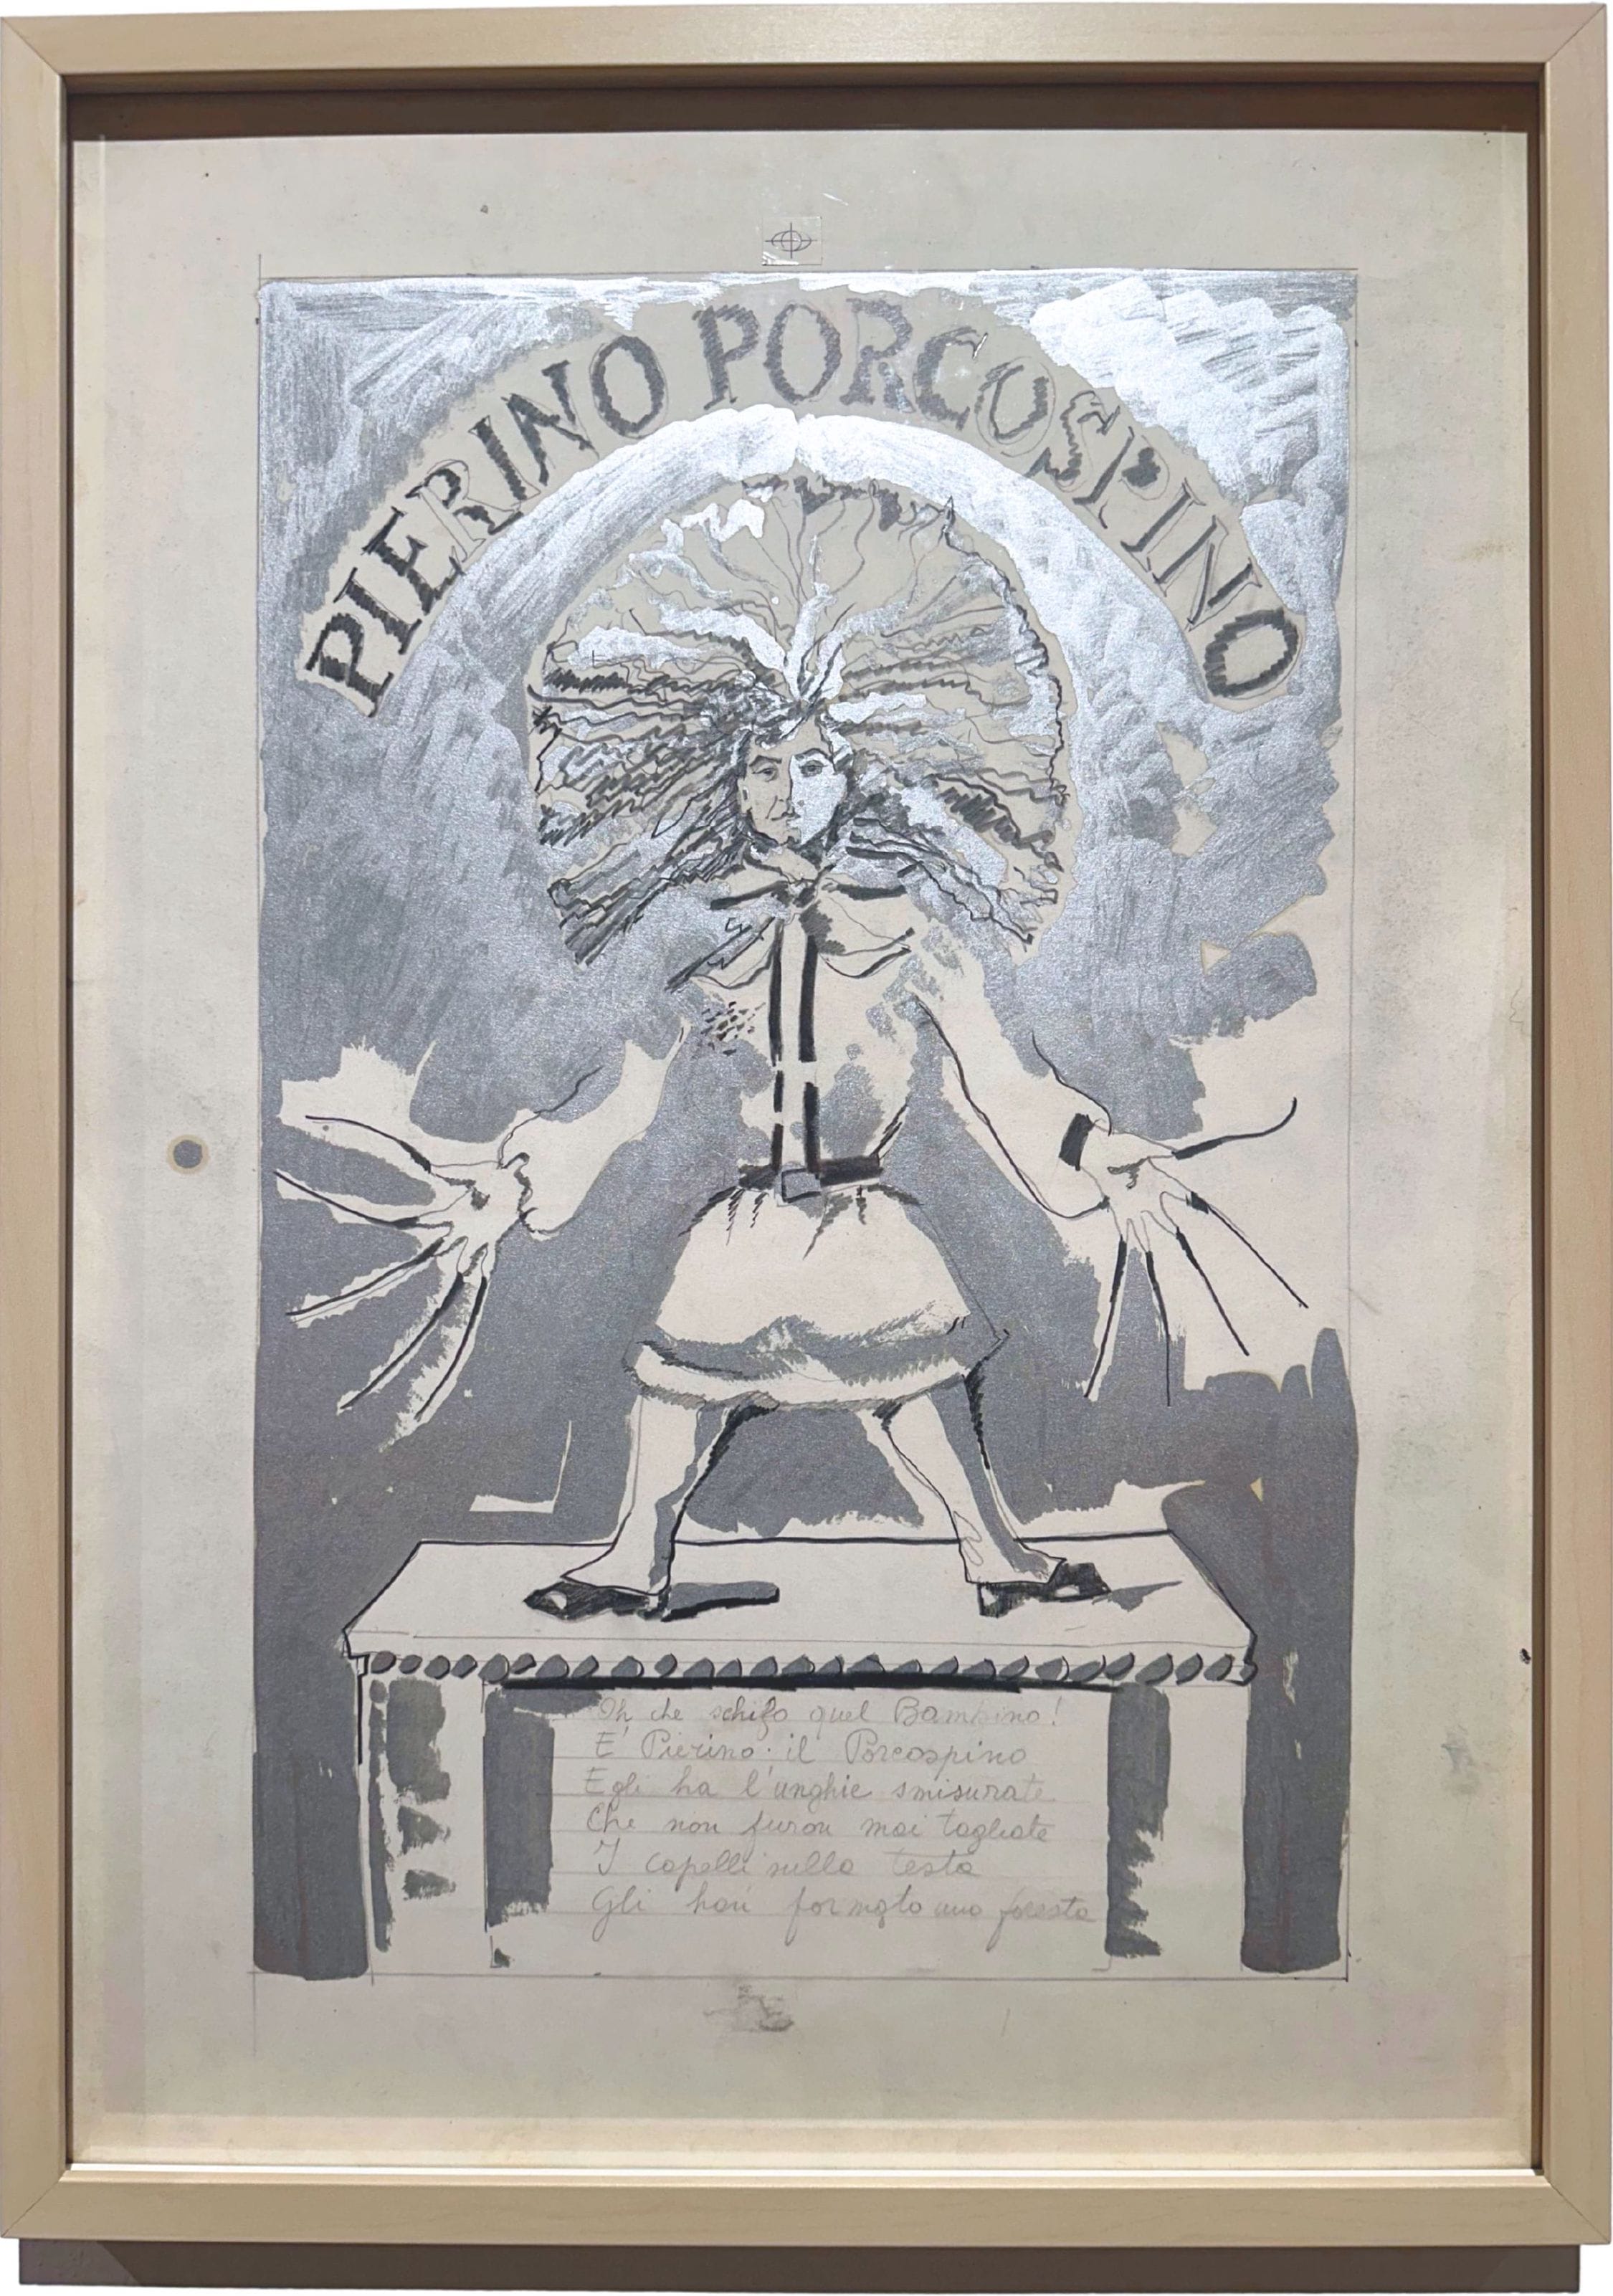 PIERINO PORCOSPINO
Oh che schifo quel Bambino!
E' Pierino: il Porcospino
Egli ha l'unghie smisurate
Che non furon mai tagliate
I capelli sulla testa
Gli han formato una foresta